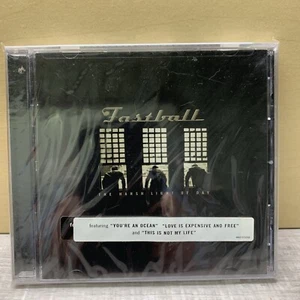 Fastball
THE HARSH LIGHT OF DAY
featuring "YOU'RE AN OCEAN" "LOVE IS EXPENSIVE AND FREE"
and "THIS IS NOT MY LIFE"